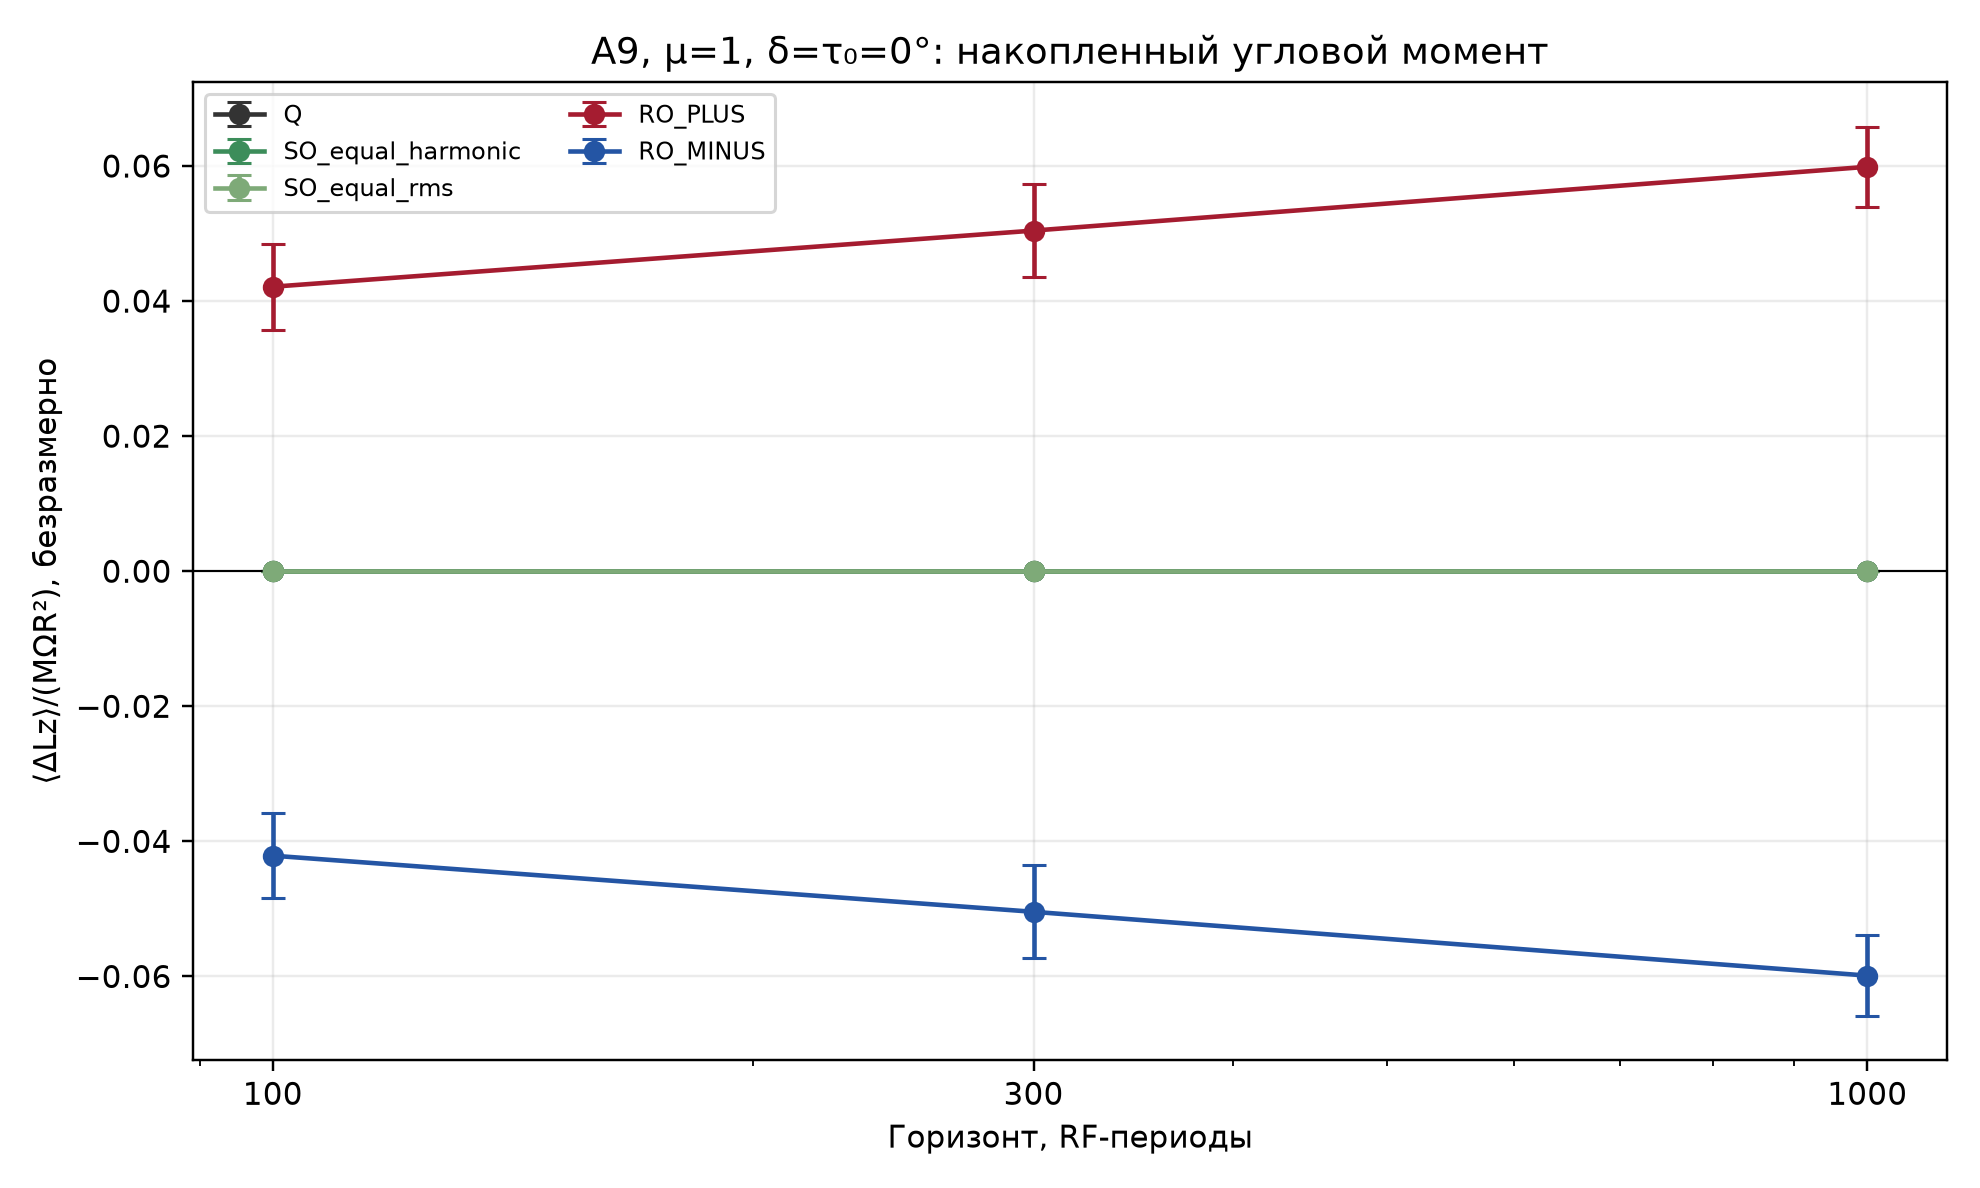 A9, μ=1, δ=τ₀=0°: накопленный угловой момент
Q
SO_equal_harmonic
SO_equal_rms
RO_PLUS
RO_MINUS
⟨ΔLz⟩/(MΩR²), безразмерно
0.06
0.04
0.02
0.00
−0.02
−0.04
−0.06
100
300
1000
Горизонт, RF-периоды